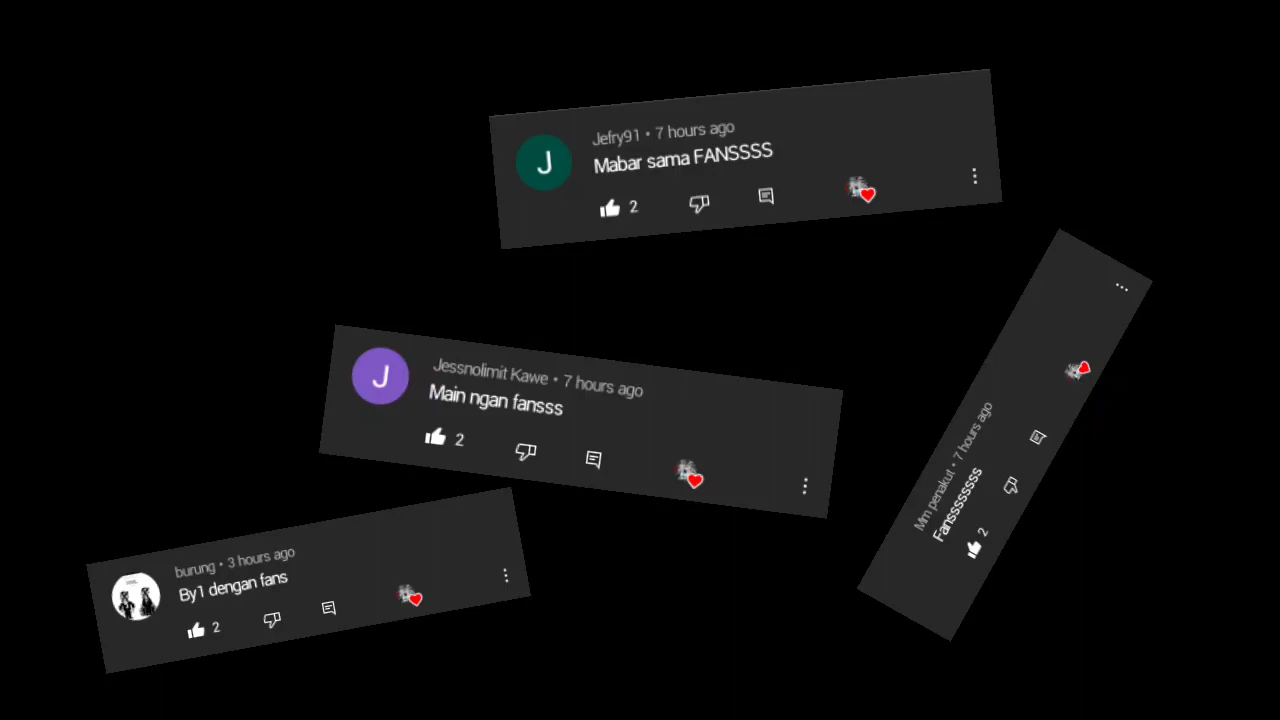 Jefry91 • 7 hours ago
Mabar sama FANSSSS
2
Jessnolimit Kawe • 7 hours ago
Main ngan fansss
2
burung • 3 hours ago
By1 dengan fans
2
Mm penakut • 7 hours ago
Fansssssssss
2
J
J